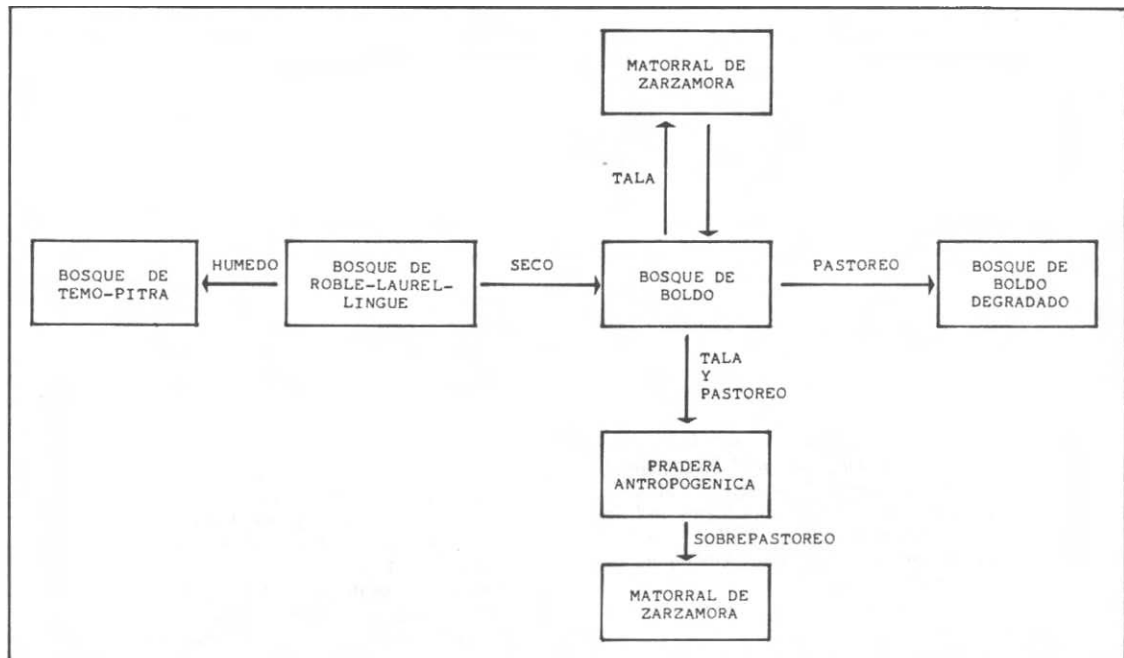 MATORRAL DE
ZARZAMORA
TALA
BOSQUE DE
TEMO-PITRA
HUMEDO
BOSQUE DE
ROBLE-LAUREL-
LINGUE
SECO
BOSQUE DE
BOLDO
PASTOREO
BOSQUE DE
BOLDO
DEGRADADO
TALA
Y
PASTOREO
PRADERA
ANTROPOGENICA
SOBREPASTOREO
MATORRAL DE
ZARZAMORA